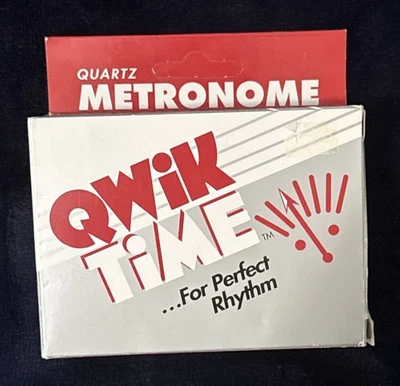 QUARTZ
METRONOME
QWiK
TiME™
...For Perfect
Rhythm